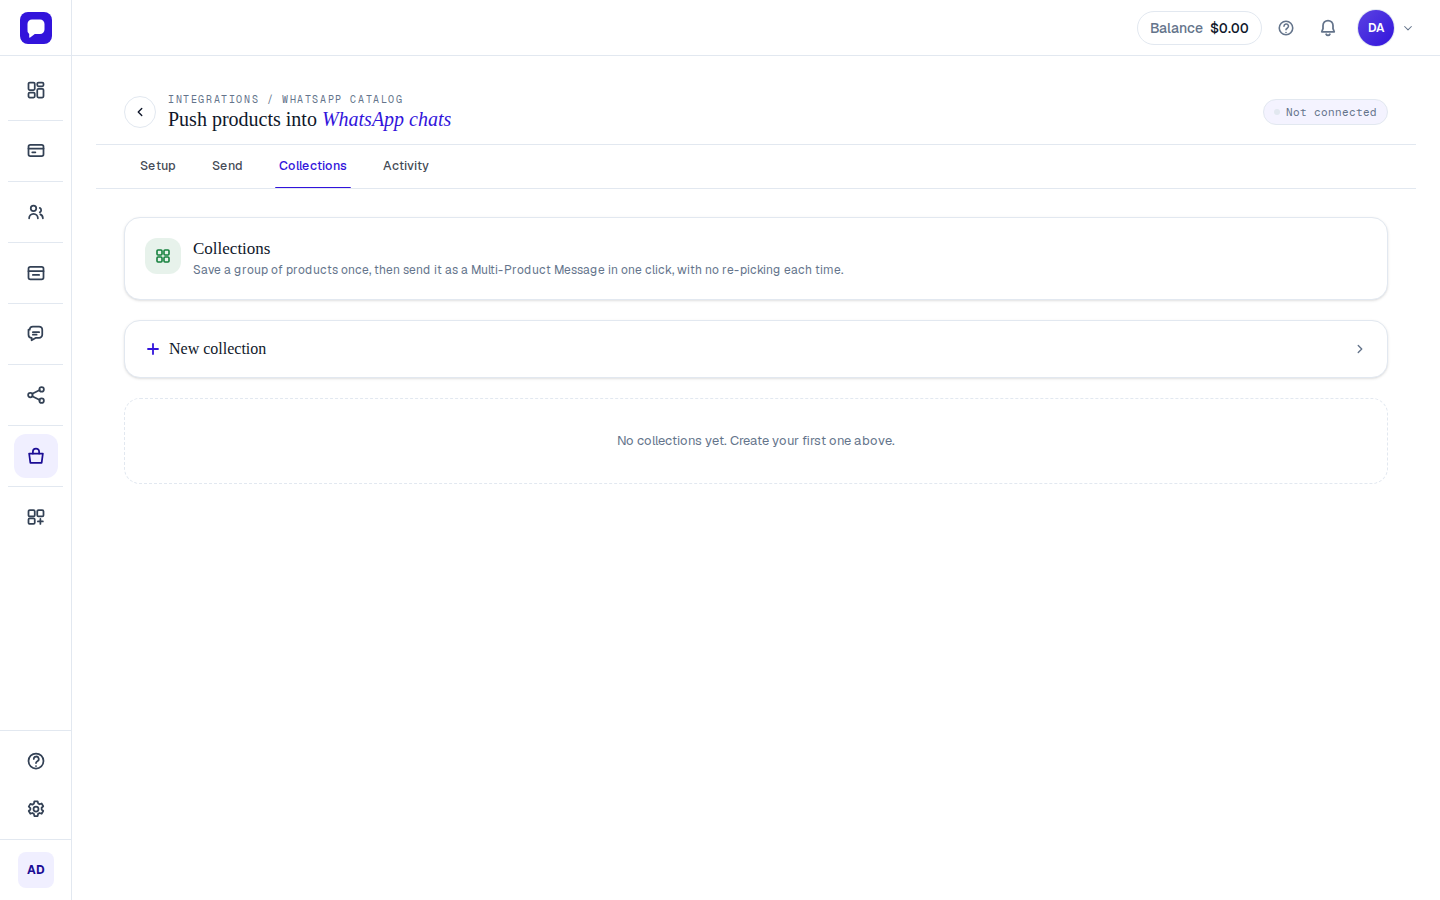 Balance $0.00
DA
INTEGRATIONS / WHATSAPP CATALOG
Push products into WhatsApp chats
Not connected
Setup Send Collections Activity
Collections
Save a group of products once, then send it as a Multi-Product Message in one click, with no re-picking each time.
New collection
No collections yet. Create your first one above.
AD